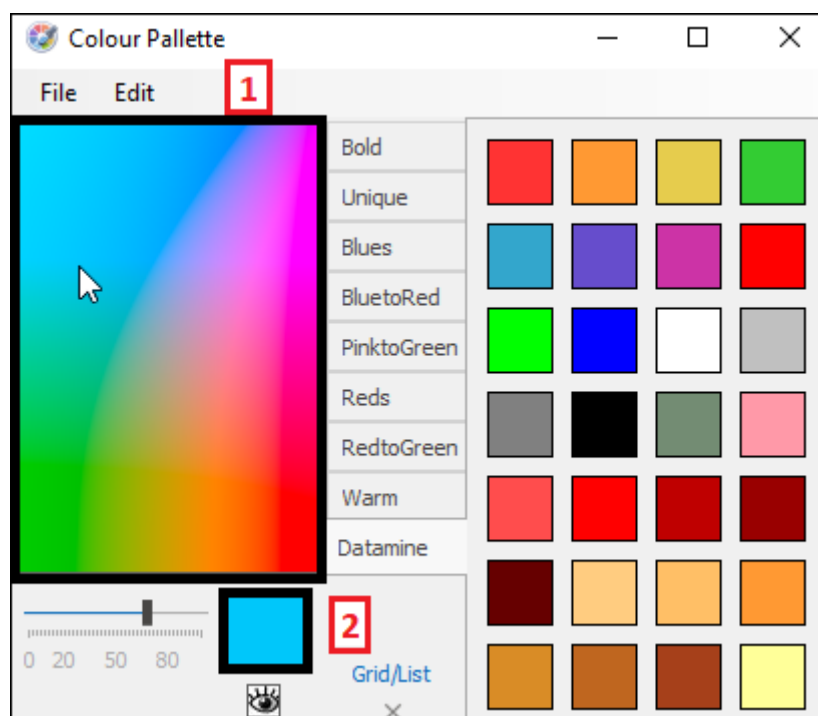 Colour Pallette
File Edit
1
Bold
Unique
Blues
BluetoRed
PinktoGreen
Reds
RedtoGreen
Warm
Datamine
2
0 20 50 80
Grid/List